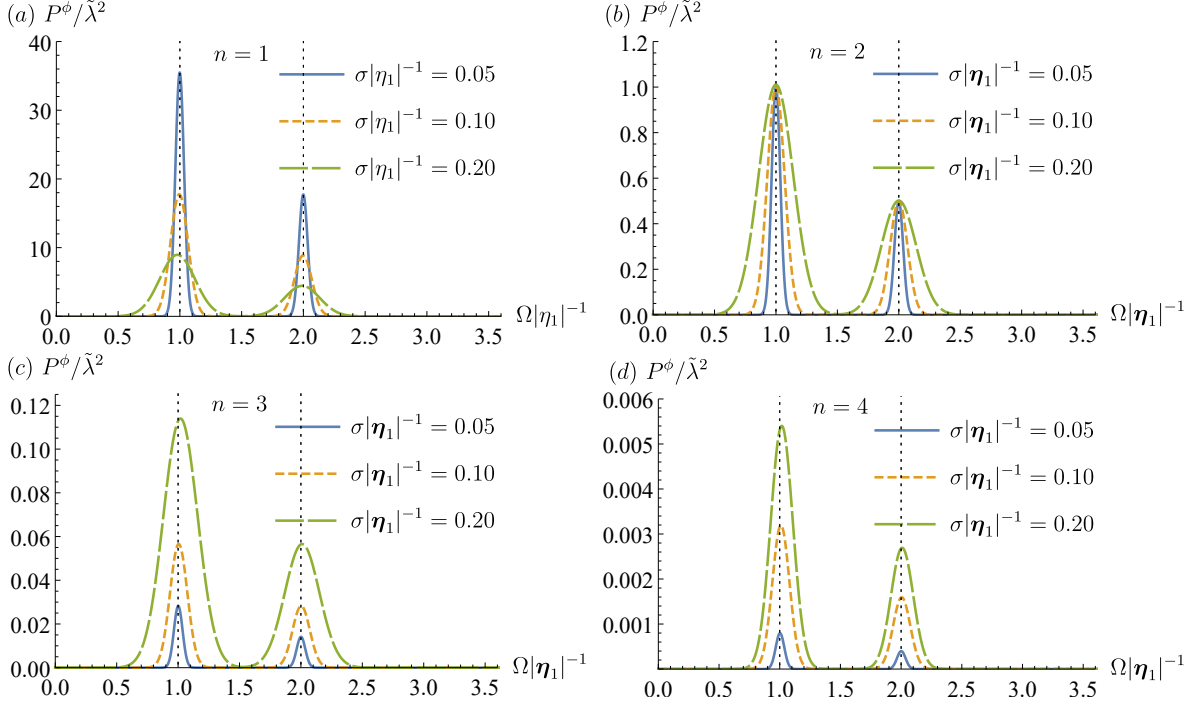 (a) P^ϕ/λ̃²
n = 1
σ|η₁|⁻¹ = 0.05
σ|η₁|⁻¹ = 0.10
σ|η₁|⁻¹ = 0.20
40
30
20
10
0
0.0 0.5 1.0 1.5 2.0 2.5 3.0 3.5
Ω|η₁|⁻¹
(b) P^ϕ/λ̃²
n = 2
σ|η₁|⁻¹ = 0.05
σ|η₁|⁻¹ = 0.10
σ|η₁|⁻¹ = 0.20
1.2
1.0
0.8
0.6
0.4
0.2
0.0
0.0 0.5 1.0 1.5 2.0 2.5 3.0 3.5
Ω|η₁|⁻¹
(c) P^ϕ/λ̃²
n = 3
σ|η₁|⁻¹ = 0.05
σ|η₁|⁻¹ = 0.10
σ|η₁|⁻¹ = 0.20
0.12
0.10
0.08
0.06
0.04
0.02
0.00
0.0 0.5 1.0 1.5 2.0 2.5 3.0 3.5
Ω|η₁|⁻¹
(d) P^ϕ/λ̃²
n = 4
σ|η₁|⁻¹ = 0.05
σ|η₁|⁻¹ = 0.10
σ|η₁|⁻¹ = 0.20
0.006
0.005
0.004
0.003
0.002
0.001
0.0 0.5 1.0 1.5 2.0 2.5 3.0 3.5
Ω|η₁|⁻¹